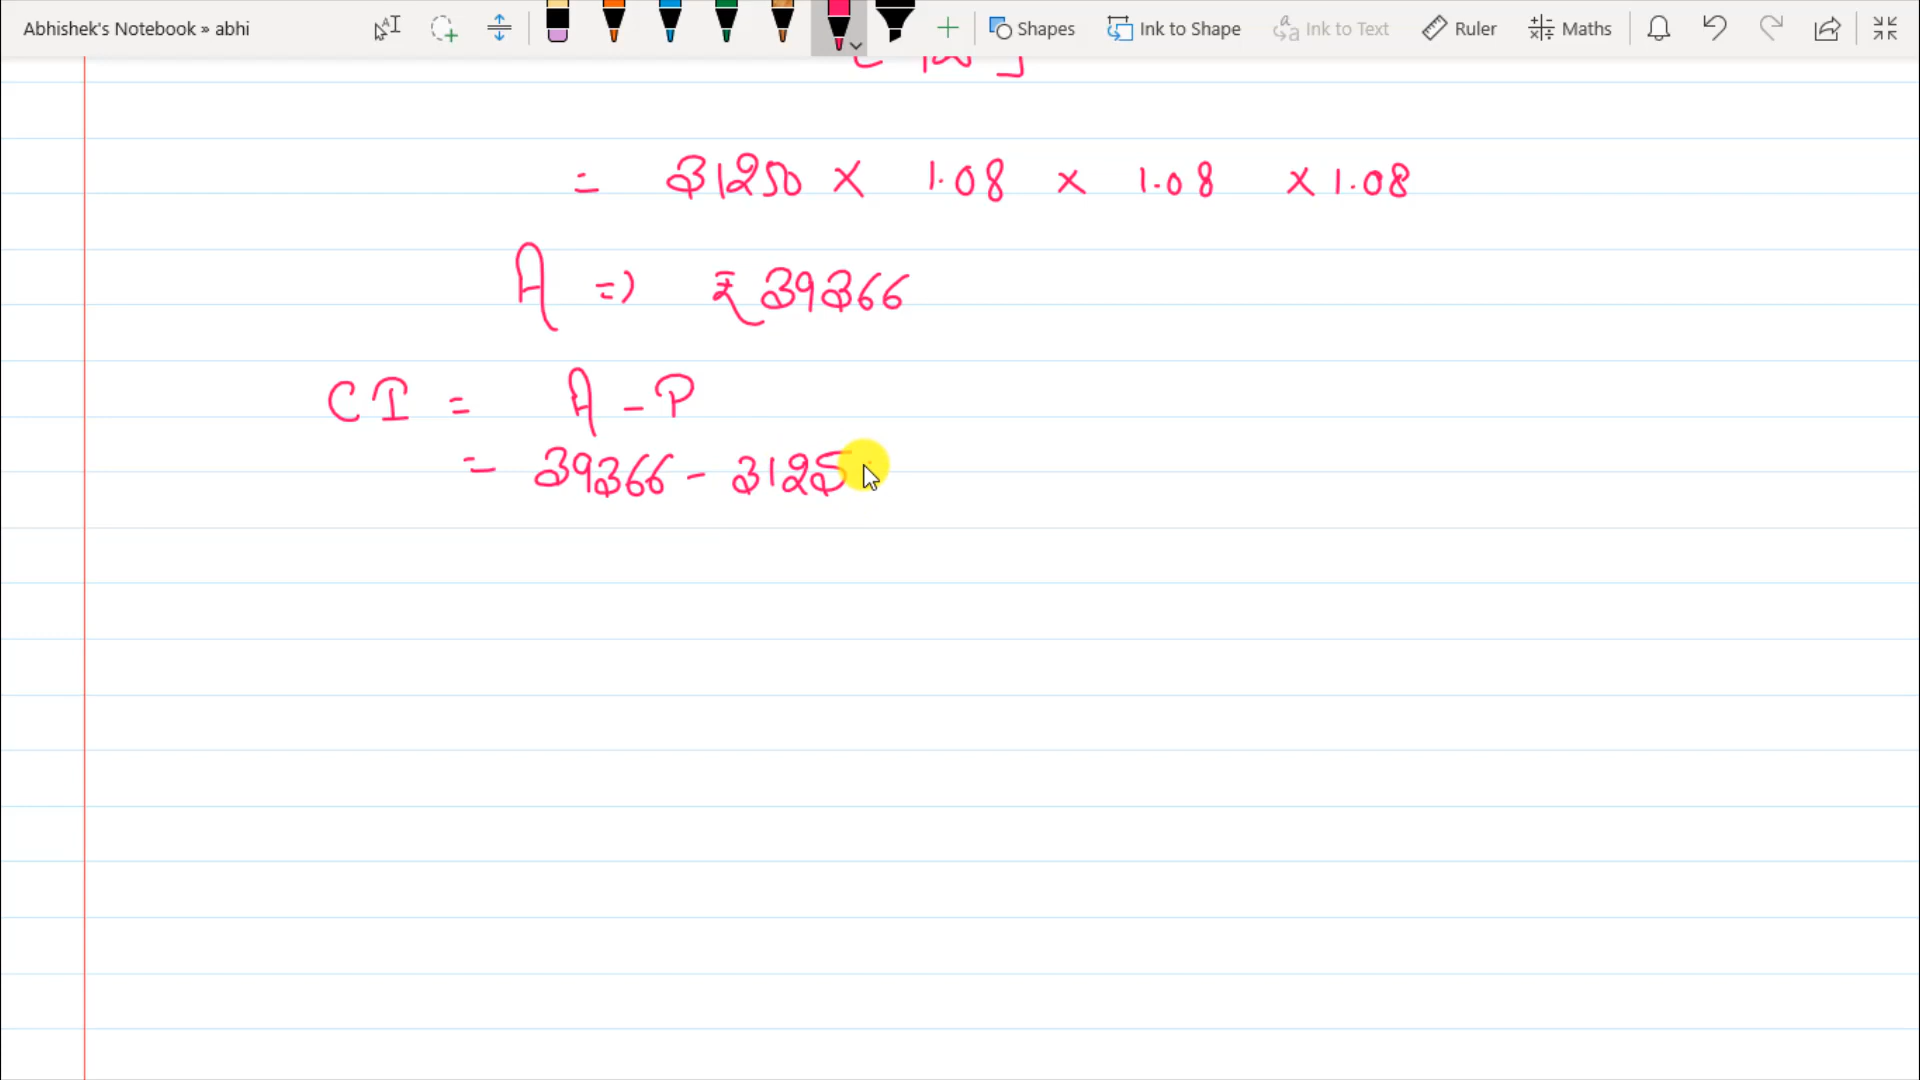 Abhishek's Notebook » abhi Shapes Ink to Shape Ink to Text Ruler Maths
= 31250 × 1.08 × 1.08 × 1.08
A => ₹39366
CI = A - P
= 39366 - 3125